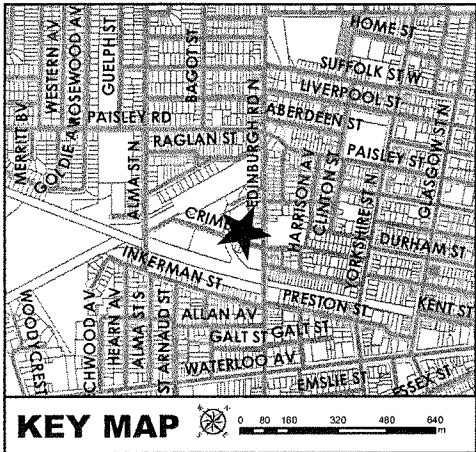 HOME ST
SUFFOLK ST W
LIVERPOOL ST
ABERDEEN ST
WESTERN AV
ROSEWOOD AV
GUELPH ST
BAGOT ST
PAISLEY RD
RAGLAN ST
MERRITT BV
GOLDIE AV
ALMA ST N
EDINBURGH RD N
HARRISON AV
CLINTON ST
PAISLEY ST
YORKSHIRE ST N
GLASGOW ST N
DURHAM ST
INKERMAN ST
PRESTON ST
KENT ST
HEARN AV
ALMA ST S
ST ARNAUD ST
ALLAN AV
GALT ST
GALT ST
WATERLOO AV
EMSLIE ST
ESSEX ST
KEY MAP
0 80 160 320 480 640
m